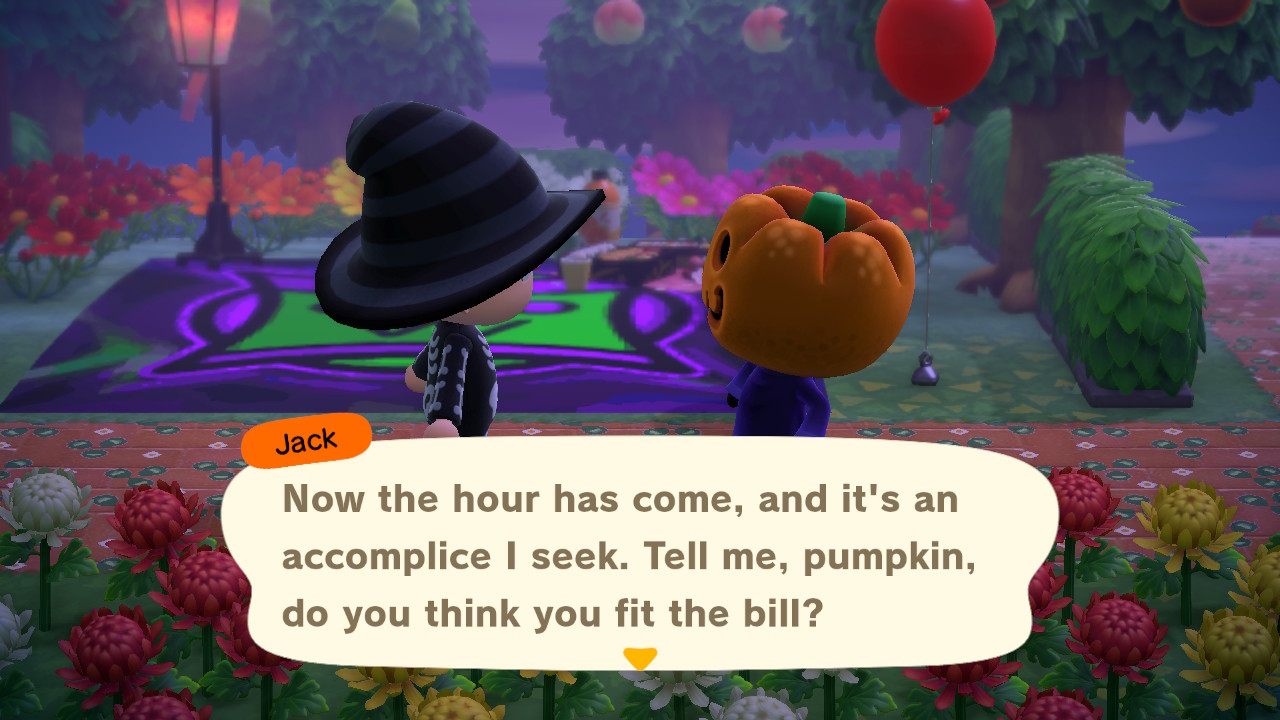 Jack
Now the hour has come, and it's an
accomplice I seek. Tell me, pumpkin,
do you think you fit the bill?